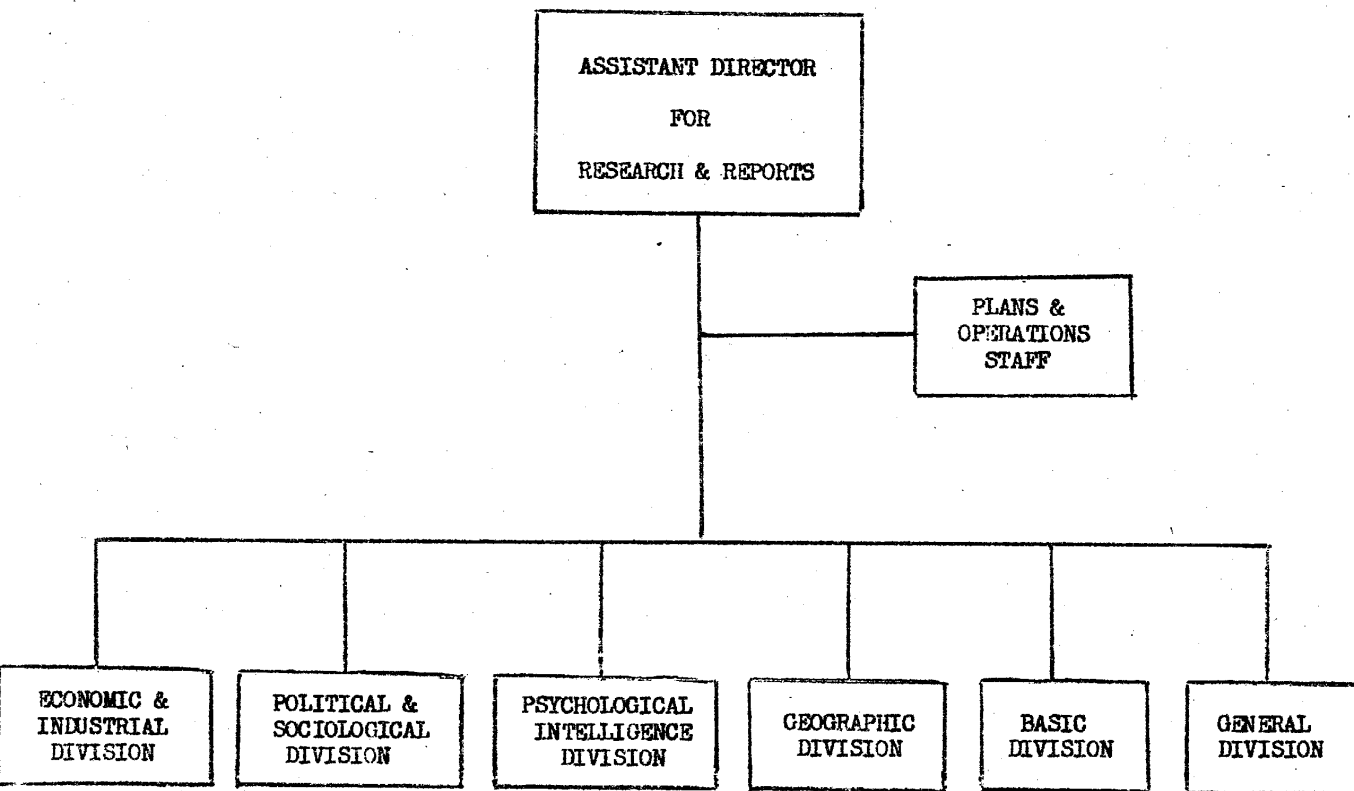 ASSISTANT DIRECTOR
FOR
RESEARCH & REPORTS
PLANS &
OPERATIONS
STAFF
ECONOMIC &
INDUSTRIAL
DIVISION
POLITICAL &
SOCIOLOGICAL
DIVISION
PSYCHOLOGICAL
INTELLIGENCE
DIVISION
GEOGRAPHIC
DIVISION
BASIC
DIVISION
GENERAL
DIVISION